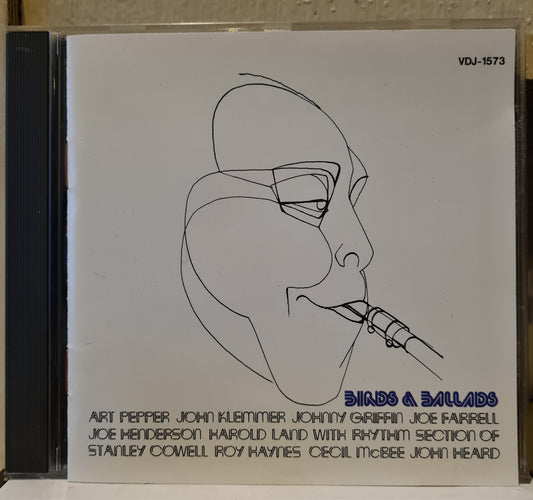 VDJ-1573
BIRDS & BALLADS
ART PEPPER JOHN KLEMMER JOHNNY GRIFFIN JOE FARRELL
JOE HENDERSON HAROLD LAND WITH RHYTHM SECTION OF
STANLEY COWELL ROY HAYNES CECIL McBEE JOHN HEARD